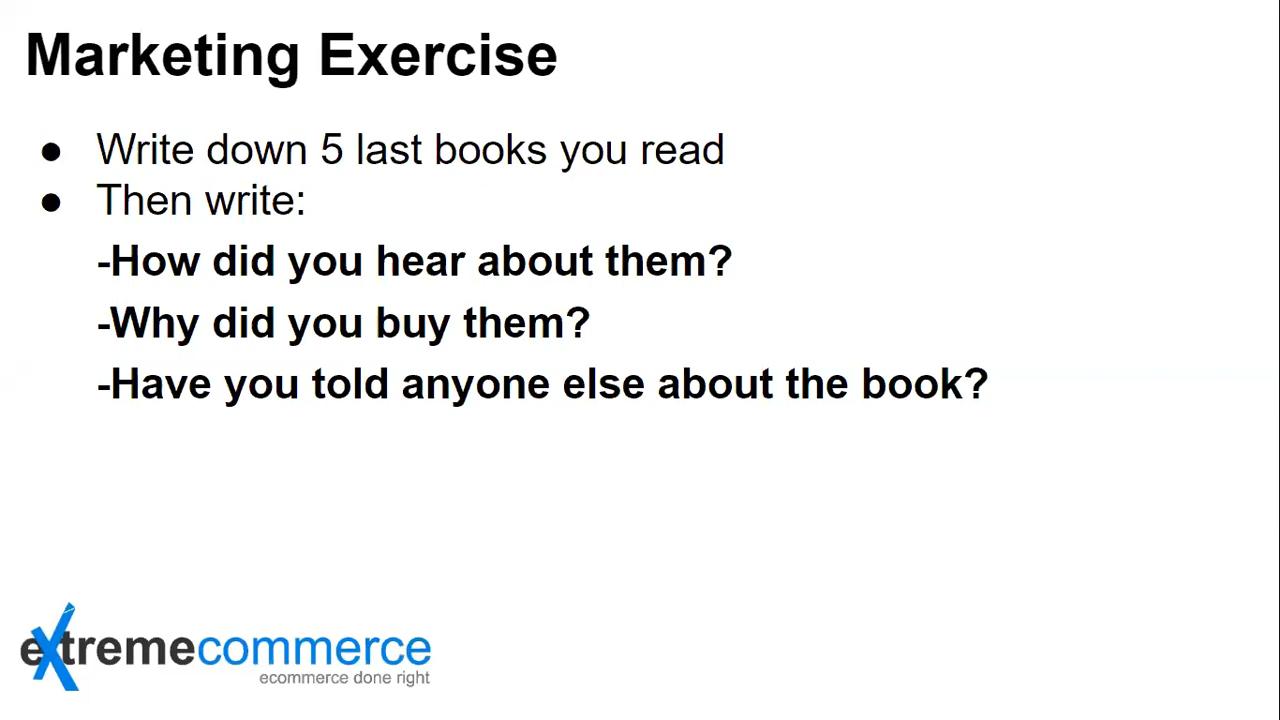 Marketing Exercise
● Write down 5 last books you read
● Then write:
-How did you hear about them?
-Why did you buy them?
-Have you told anyone else about the book?
extremecommerce
ecommerce done right